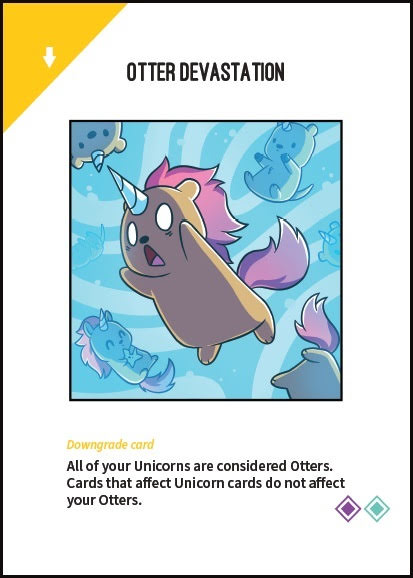 OTTER DEVASTATION
Downgrade card
All of your Unicorns are considered Otters.
Cards that affect Unicorn cards do not affect
your Otters.